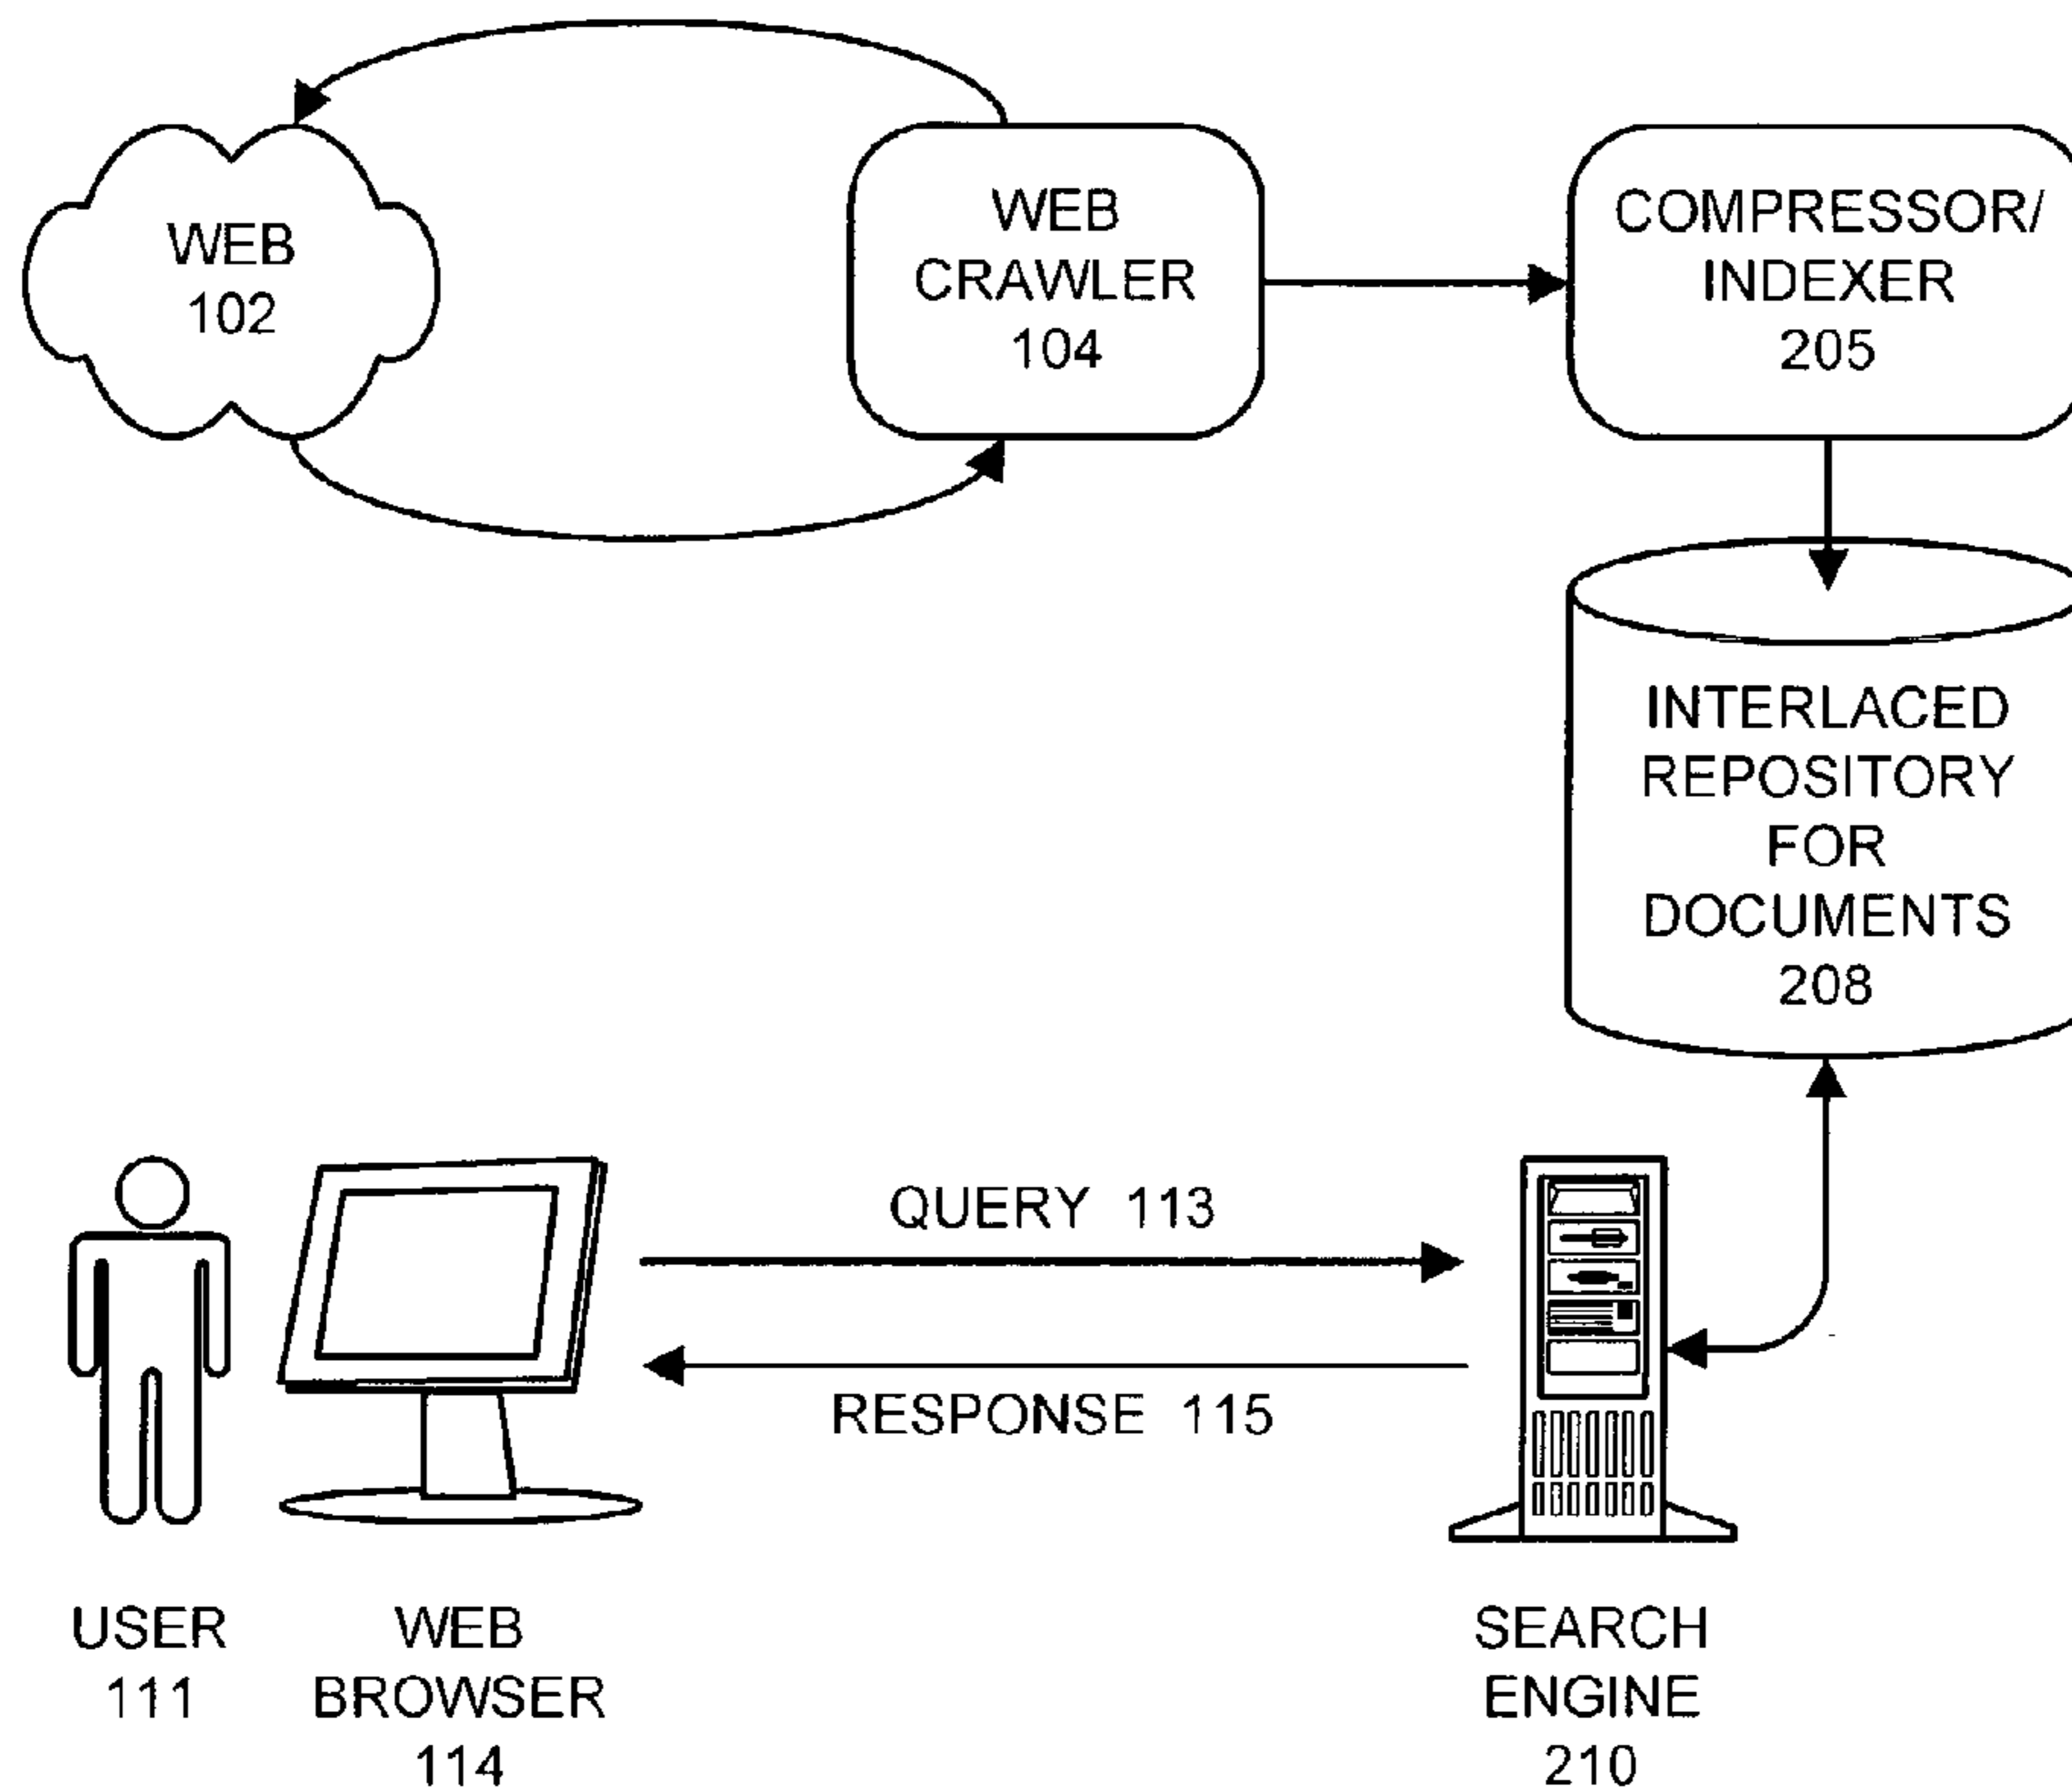 WEB
102
WEB
CRAWLER
104
COMPRESSOR/
INDEXER
205
INTERLACED
REPOSITORY
FOR
DOCUMENTS
208
QUERY 113
RESPONSE 115
USER
111
WEB
BROWSER
114
SEARCH
ENGINE
210